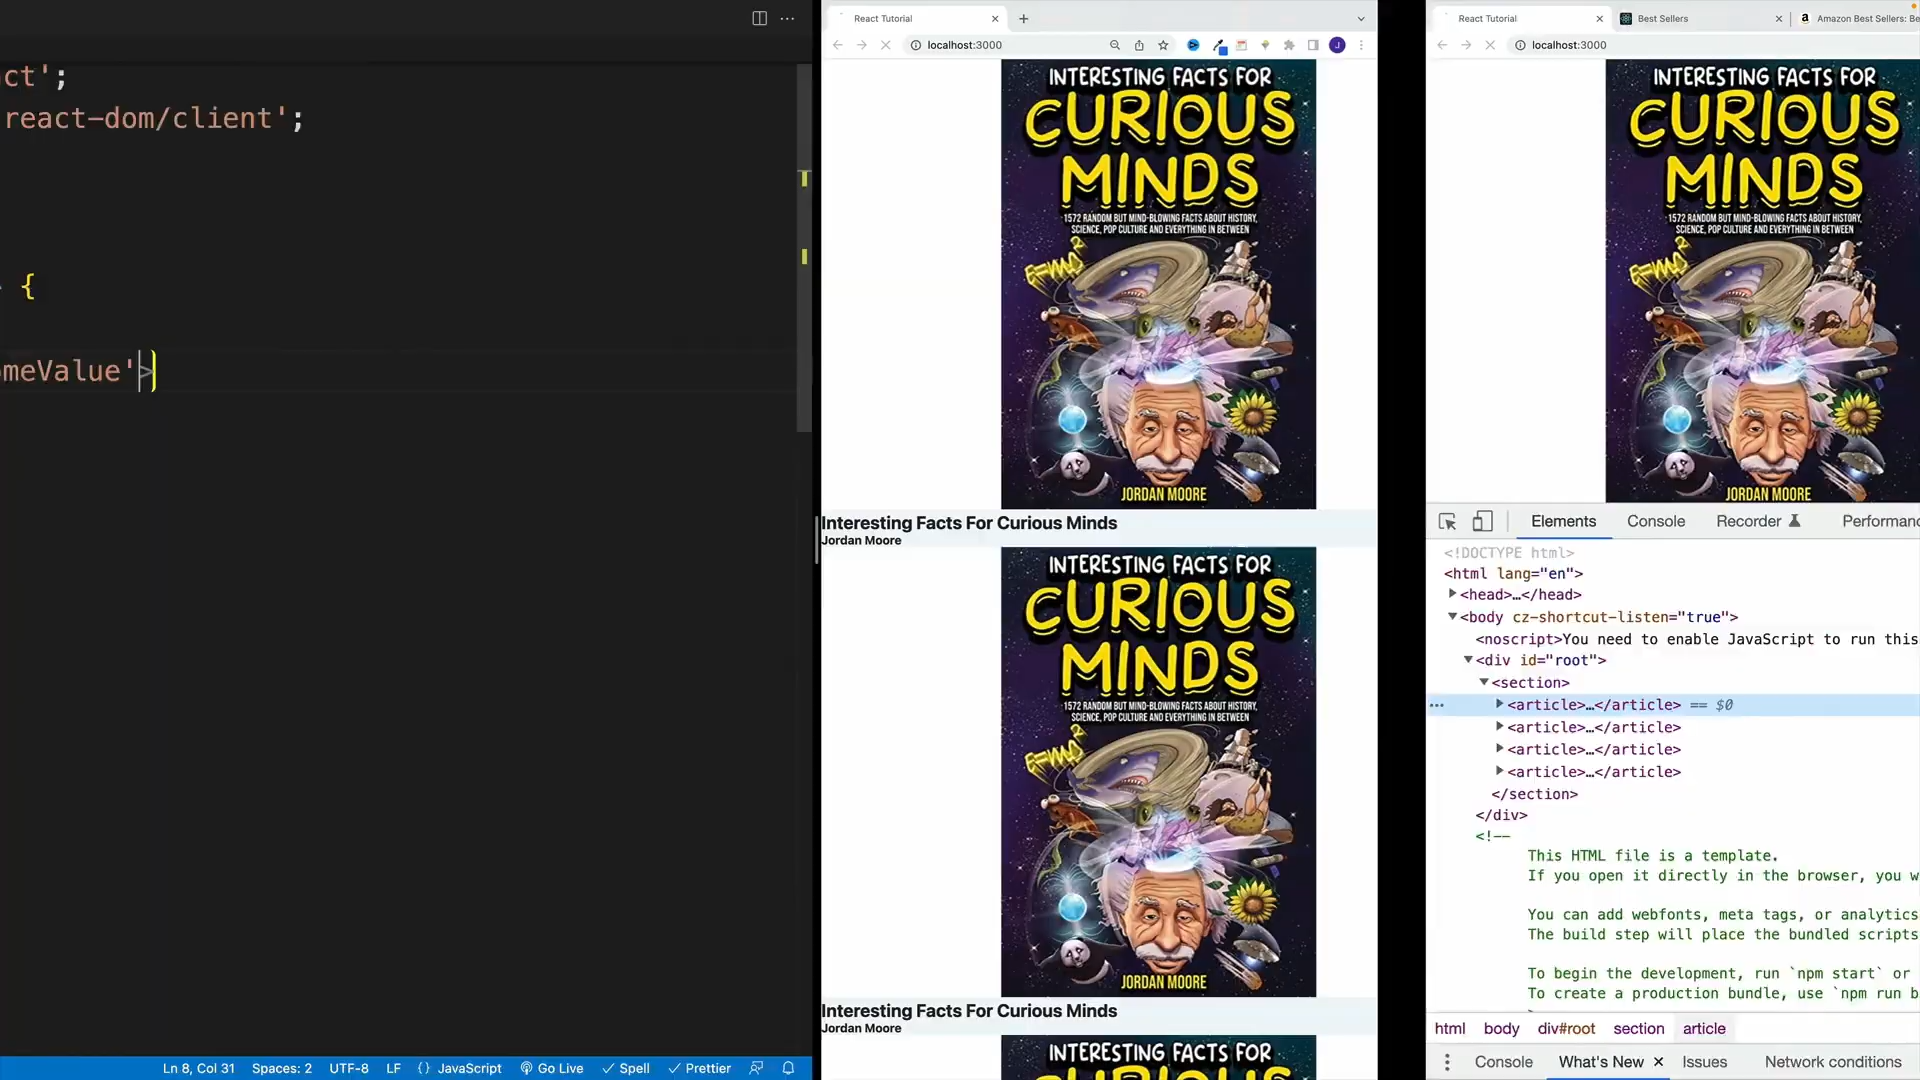 ct';
react-dom/client';
{
omeValue'>
Ln 8, Col 31
Spaces: 2
UTF-8
LF
{} JavaScript
Go Live
Spell
Prettier
React Tutorial
localhost:3000
J
INTERESTING FACTS FOR
CURIOUS
MINDS
1572 RANDOM BUT MIND-BLOWING FACTS ABOUT HISTORY,
SCIENCE, POP CULTURE AND EVERYTHING IN BETWEEN
E=MC²
JORDAN MOORE
Interesting Facts For Curious Minds
Jordan Moore
INTERESTING FACTS FOR
CURIOUS
MINDS
1572 RANDOM BUT MIND-BLOWING FACTS ABOUT HISTORY,
SCIENCE, POP CULTURE AND EVERYTHING IN BETWEEN
E=MC²
JORDAN MOORE
Interesting Facts For Curious Minds
Jordan Moore
INTERESTING FACTS FOR
React Tutorial
Best Sellers
a Amazon Best Sellers: Be
localhost:3000
INTERESTING FACTS FOR
CURIOUS
MINDS
1572 RANDOM BUT MIND-BLOWING FACTS ABOUT HISTORY,
SCIENCE, POP CULTURE AND EVERYTHING IN BETWEEN
E=MC²
JORDAN MOORE
Elements
Console
Recorder
Performanc
<!DOCTYPE html>
<html lang="en">
<head>…</head>
<body cz-shortcut-listen="true">
<noscript>You need to enable JavaScript to run this
<div id="root">
<section>
<article>…</article> == $0
<article>…</article>
<article>…</article>
<article>…</article>
</section>
</div>
<!--
This HTML file is a template.
If you open it directly in the browser, you w
You can add webfonts, meta tags, or analytics
The build step will place the bundled scripts
To begin the development, run `npm start` or
To create a production bundle, use `npm run b
html
body
div#root
section
article
Console
What's New
Issues
Network conditions